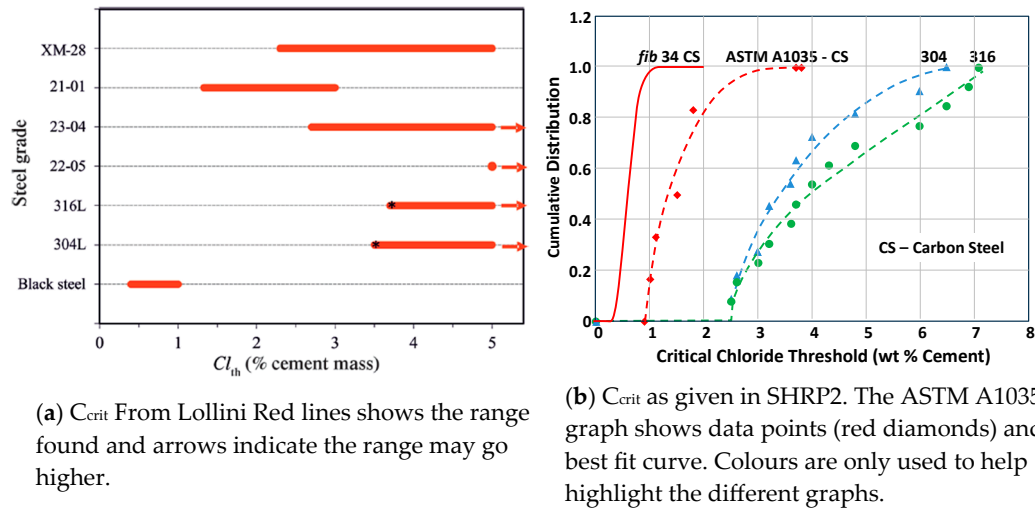 XM-28
21-01
23-04
22-05
316L
304L
Black steel
Steel grade
0 1 2 3 4 5
Clth (% cement mass)
(a) Ccrit From Lollini Red lines shows the range
found and arrows indicate the range may go
higher.
1.2
1.0
0.8
0.6
0.4
0.2
0
Cumulative Distribution
fib 34 CS ASTM A1035 - CS 304 316
CS – Carbon Steel
0 1 2 3 4 5 6 7 8
Critical Chloride Threshold (wt % Cement)
(b) Ccrit as given in SHRP2. The ASTM A1035
graph shows data points (red diamonds) and
best fit curve. Colours are only used to help
highlight the different graphs.